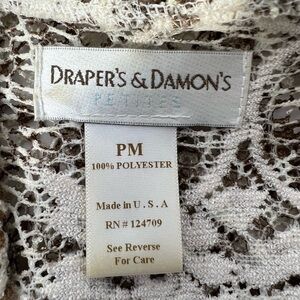 DRAPER'S & DAMON'S
PETITES
PM
100% POLYESTER
Made in U . S . A
RN # 124709
See Reverse
For Care